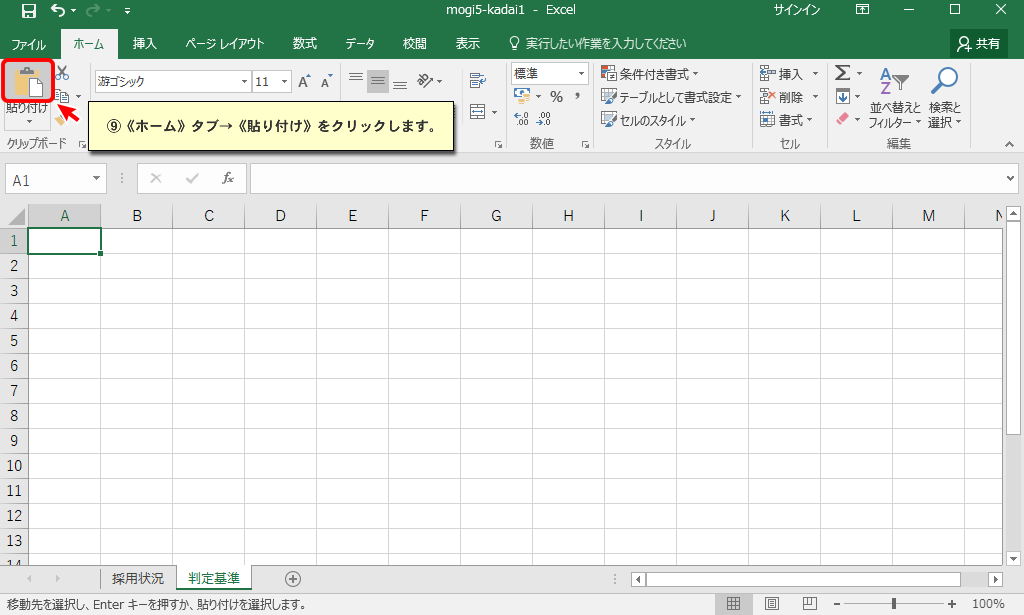 mogi5-kadai1 - Excel サインイン
ファイル ホーム 挿入 ページ レイアウト 数式 データ 校閲 表示 実行したい作業を入力してください 共有
貼り付け
クリップボード
游ゴシック 11 A A
⑨《ホーム》タブ→《貼り付け》をクリックします。
標準
% ,
←.0 .00 .00 →.0
数値
条件付き書式
テーブルとして書式設定
セルのスタイル
スタイル
挿入
削除
書式
セル
Σ
A Z
並べ替えと フィルター
検索と 選択
編集
A1 fx
A B C D E F G H I J K L M N
1
2
3
4
5
6
7
8
9
10
11
12
13
14
採用状況 判定基準
移動先を選択し、Enter キーを押すか、貼り付けを選択します。 100%